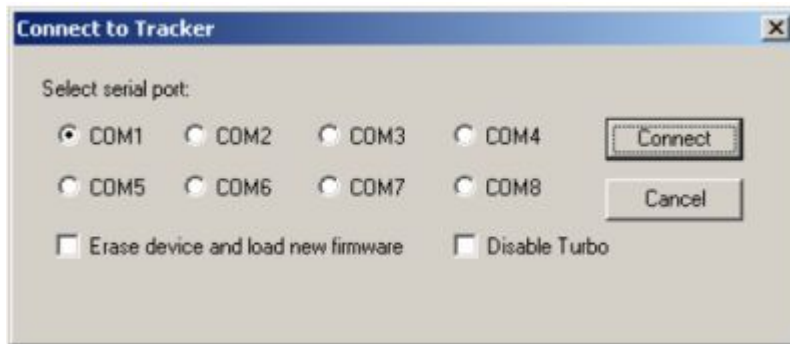 Connect to Tracker
Select serial port:
COM1 COM2 COM3 COM4 Connect
COM5 COM6 COM7 COM8 Cancel
Erase device and load new firmware Disable Turbo